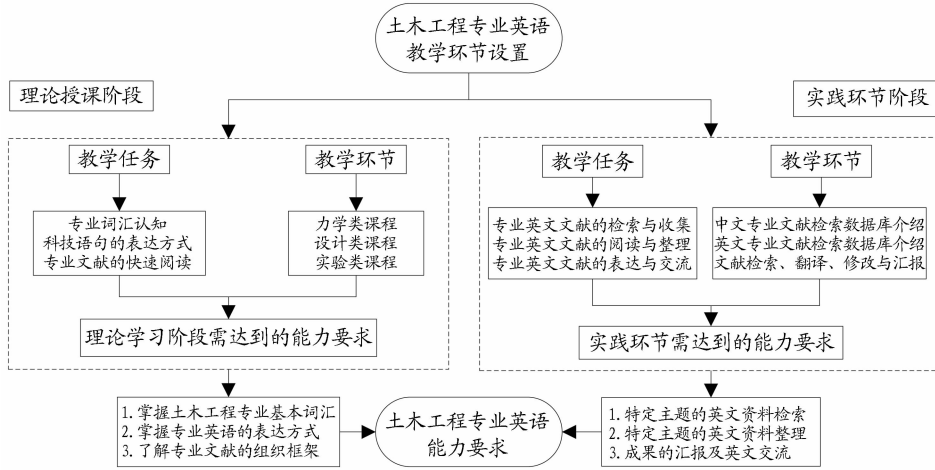 土木工程专业英语
教学环节设置
理论授课阶段
实践环节阶段
教学任务
教学环节
专业词汇认知
科技语句的表达方式
专业文献的快速阅读
力学类课程
设计类课程
实验类课程
理论学习阶段需达到的能力要求
教学任务
教学环节
专业英文文献的检索与收集
专业英文文献的阅读与整理
专业英文文献的表达与交流
中文专业文献检索数据库介绍
英文专业文献检索数据库介绍
文献检索、翻译、修改与汇报
实践环节需达到的能力要求
1. 掌握土木工程专业基本词汇
2. 掌握专业英语的表达方式
3. 了解专业文献的组织框架
土木工程专业英语
能力要求
1. 特定主题的英文资料检索
2. 特定主题的英文资料整理
3. 成果的汇报及英文交流